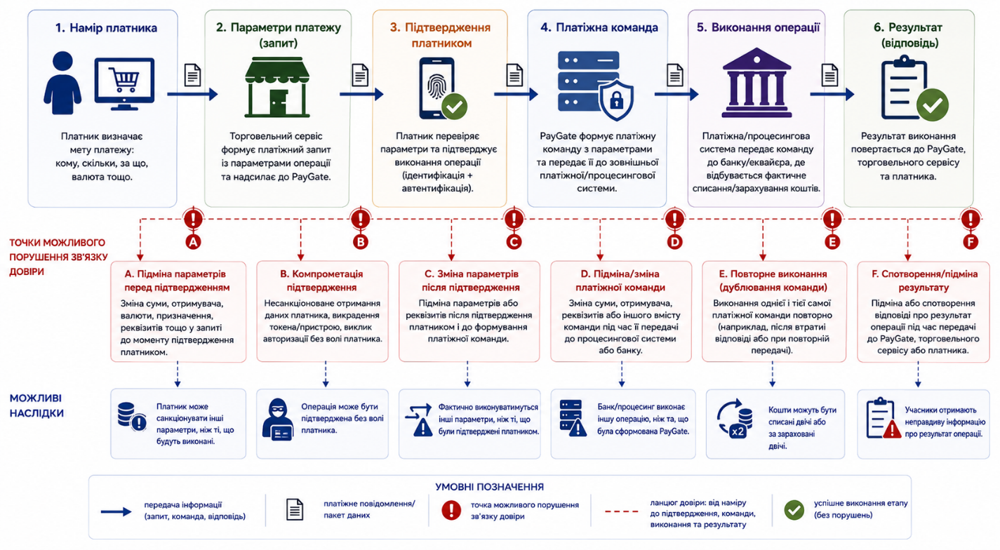 1. Намір платника
Платник визначає
мету платежу:
кому, скільки, за що,
валюта тощо.
2. Параметри платежу
(запит)
Торговельний сервіс
формує платіжний запит
із параметрами операції
та надсилає до PayGate.
3. Підтвердження
платником
Платник перевіряє
параметри та підтверджує
виконання операції
(ідентифікація +
автентифікація).
4. Платіжна команда
PayGate формує платіжну
команду з параметрами
та передає її до зовнішньої
платіжної/процесингової
системи.
5. Виконання операції
Платіжна/процесингова
система передає команду
до банку/еквайєра, де
відбувається фактичне
списання/зарахування коштів.
6. Результат
(відповідь)
Результат виконання
повертається до PayGate,
торговельного сервісу
та платника.
ТОЧКИ МОЖЛИВОГО
ПОРУШЕННЯ ЗВ'ЯЗКУ
ДОВІРИ
A
B
C
D
E
F
A. Підміна параметрів
перед підтвердженням
Зміна суми, отримувача,
валюти, призначення,
реквізитів тощо у запиті
до моменту підтвердження
платником.
B. Компрометація
підтвердження
Несанкціоноване отримання
даних платника, викрадення
токена/пристрою, виклик
авторизації без волі платника.
C. Зміна параметрів
після підтвердження
Підміна параметрів або
реквізитів після підтвердження
платником і до формування
платіжної команди.
D. Підміна/зміна
платіжної команди
Зміна суми, отримувача,
реквізитів або іншого вмісту
команди під час її передачі
до процесингової системи
або банку.
E. Повторне виконання
(дублювання команди)
Виконання однієї і тієї самої
платіжної команди повторно
(наприклад, після втратиі
відповіді або при повторній
передачі).
F. Спотворення/підміна
результату
Підміна або спотворення
відповіді про результат
операції під час передачі
до PayGate, торговельного
сервісу або платника.
МОЖЛИВІ
НАСЛІДКИ
Платник може
санкціонувати інші
параметри, ніж ті, що
будуть виконані.
Операція може бути
підтверджена без волі
платника.
Фактично виконуватимуться
інші параметри, ніж ті, що
були підтверджені платником.
Банк/процесинг виконає
іншу операцію, ніж та, що
була сформована PayGate.
x2
Кошти можуть бути
списані двічі або
за зараховані
двічі.
Учасники отримають
неправдиву інформацію
про результат операції.
УМОВНІ ПОЗНАЧЕННЯ
передача інформації
(запит, команда, відповідь)
платіжне повідомлення/
пакет даних
точка можливого порушення
зв'язку довіри
ланцюг довіри: від наміру
до підтвердження, команди,
виконання та результату
успішне виконання етапу
(без порушень)